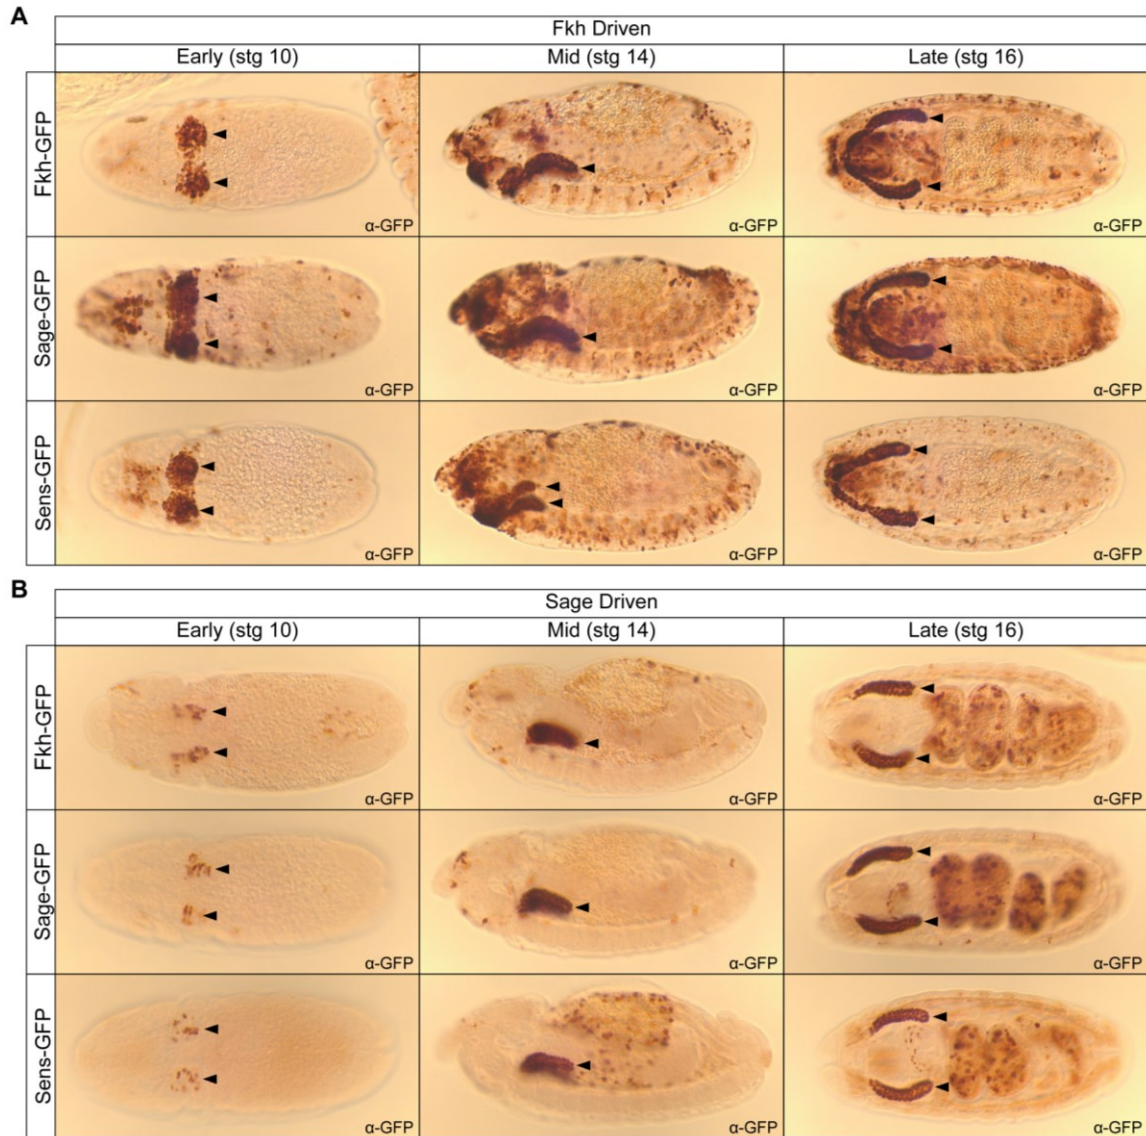 A
Fkh Driven
Early (stg 10) Mid (stg 14) Late (stg 16)
Fkh-GFP
α-GFP α-GFP α-GFP
Sage-GFP
α-GFP α-GFP α-GFP
Sens-GFP
α-GFP α-GFP α-GFP
B
Sage Driven
Early (stg 10) Mid (stg 14) Late (stg 16)
Fkh-GFP
α-GFP α-GFP α-GFP
Sage-GFP
α-GFP α-GFP α-GFP
Sens-GFP
α-GFP α-GFP α-GFP